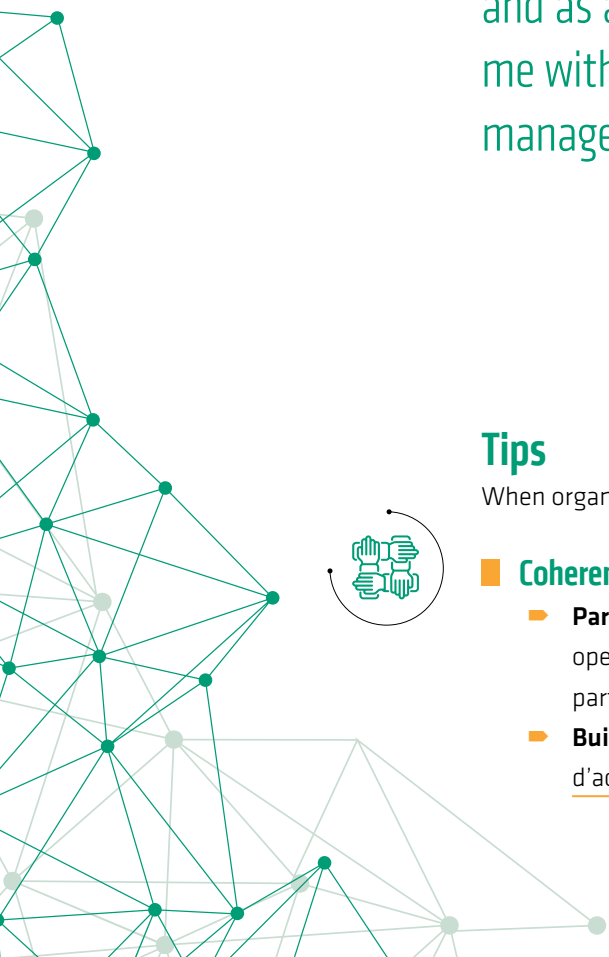 and as a
me with
manage
Tips
When organ
Coheren
Par
ope
par
Bui
d'ac